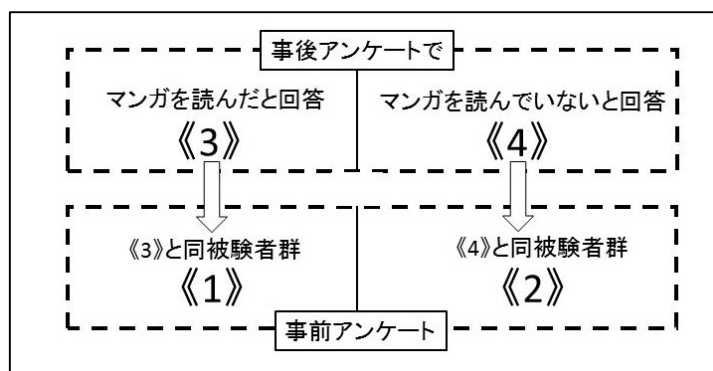 事後アンケートで
マンガを読んだと回答
《3》
マンガを読んでいないと回答
《4》
《3》と同被験者群
《1》
《4》と同被験者群
《2》
事前アンケート